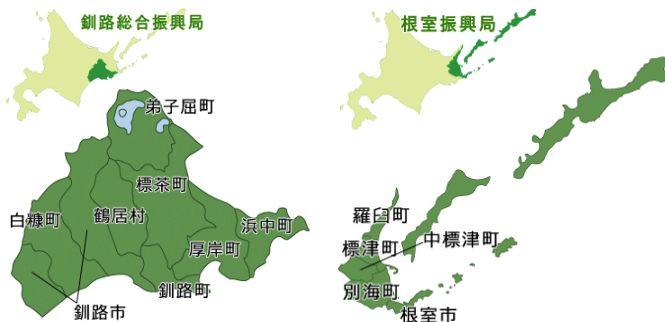 釧路総合振興局
弟子屈町
標茶町
鶴居村
白糠町
浜中町
厚岸町
釧路町
釧路市
根室振興局
羅臼町
標津町
中標津町
別海町
根室市